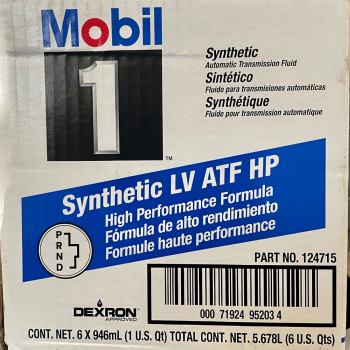 Mobil
1
TM
Synthetic
Automatic Transmission Fluid
Sintético
Fluido para transmisiones automáticas
Synthétique
Fluide pour transmission automatique
Synthetic LV ATF HP
High Performance Formula
Fórmula de alto rendimiento
Formule haute performance
P
R
N
D
PART NO. 124715
000 71924 95203 4
DEXRON
APPROVED
CONT. NET. 6 X 946mL (1 U.S. Qt) TOTAL CONT. NET. 5.678L (6 U.S. Qts)